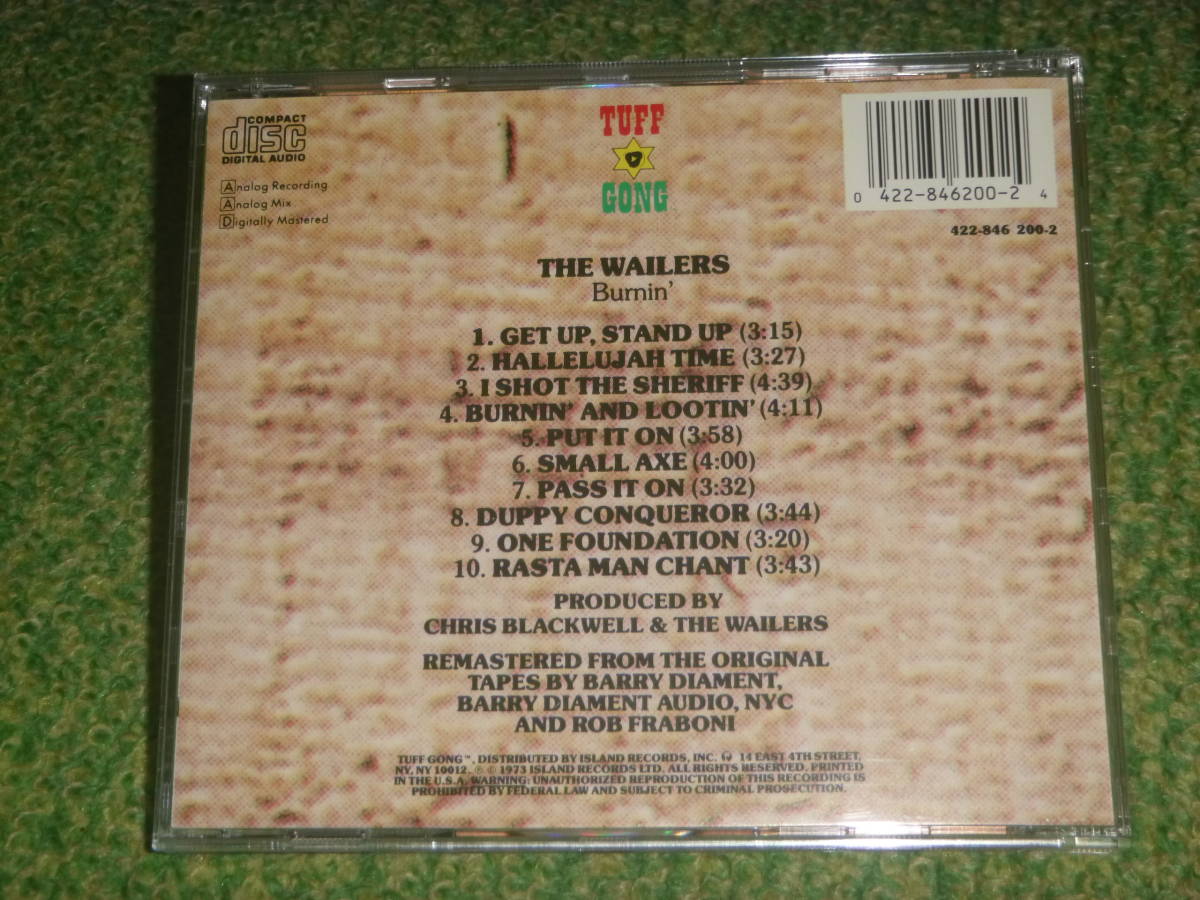 COMPACT
disc
DIGITAL AUDIO
Analog Recording
Analog Mix
Digitally Mastered
TUFF
GONG
0 422-846200-2 4
422-846 200-2
THE WAILERS
Burnin'
1. GET UP, STAND UP (3:15)
2. HALLELUJAH TIME (3:27)
3. I SHOT THE SHERIFF (4:39)
4. BURNIN' AND LOOTIN' (4:11)
5. PUT IT ON (3:58)
6. SMALL AXE (4:00)
7. PASS IT ON (3:32)
8. DUPPY CONQUEROR (3:44)
9. ONE FOUNDATION (3:20)
10. RASTA MAN CHANT (3:43)
PRODUCED BY
CHRIS BLACKWELL & THE WAILERS
REMASTERED FROM THE ORIGINAL
TAPES BY BARRY DIAMENT,
BARRY DIAMENT AUDIO, NYC
AND ROB FRABONI
TUFF GONG™, DISTRIBUTED BY ISLAND RECORDS, INC. 14 EAST 4TH STREET,
NY, NY 10012. ℗ © 1973 ISLAND RECORDS LTD. ALL RIGHTS RESERVED. PRINTED
IN THE U.S.A. WARNING: UNAUTHORIZED REPRODUCTION OF THIS RECORDING IS
PROHIBITED BY FEDERAL LAW AND SUBJECT TO CRIMINAL PROSECUTION.